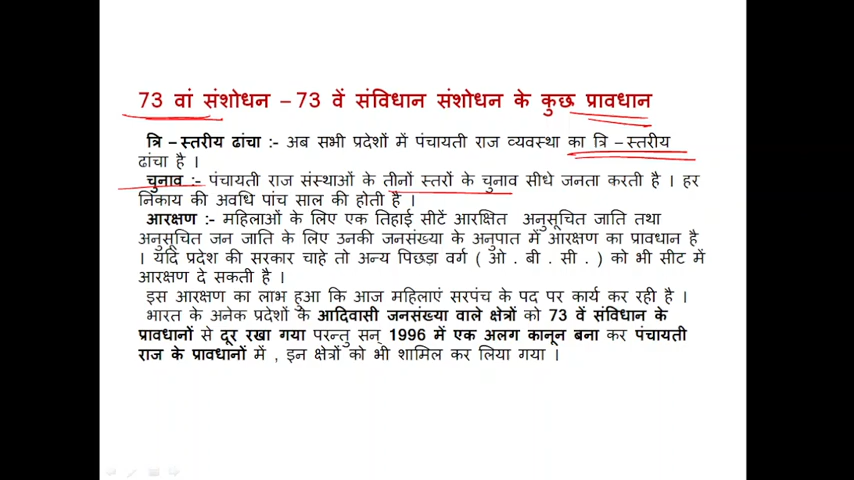 73 वां संशोधन – 73 वें संविधान संशोधन के कुछ प्रावधान
त्रि – स्तरीय ढांचा :- अब सभी प्रदेशों में पंचायती राज व्यवस्था का त्रि – स्तरीय
ढांचा है ।
चुनाव :- पंचायती राज संस्थाओं के तीनों स्तरों के चुनाव सीधे जनता करती है । हर
निकाय की अवधि पांच साल की होती है ।
आरक्षण :- महिलाओं के लिए एक तिहाई सीटें आरक्षित अनुसूचित जाति तथा
अनुसूचित जन जाति के लिए उनकी जनसंख्या के अनुपात में आरक्षण का प्रावधान है
। यदि प्रदेश की सरकार चाहे तो अन्य पिछड़ा वर्ग ( ओ . बी . सी . ) को भी सीट में
आरक्षण दे सकती है ।
इस आरक्षण का लाभ हुआ कि आज महिलाएं सरपंच के पद पर कार्य कर रही है ।
भारत के अनेक प्रदेशों के आदिवासी जनसंख्या वाले क्षेत्रों को 73 वें संविधान के
प्रावधानों से दूर रखा गया परन्तु सन् 1996 में एक अलग कानून बना कर पंचायती
राज के प्रावधानों में , इन क्षेत्रों को भी शामिल कर लिया गया ।